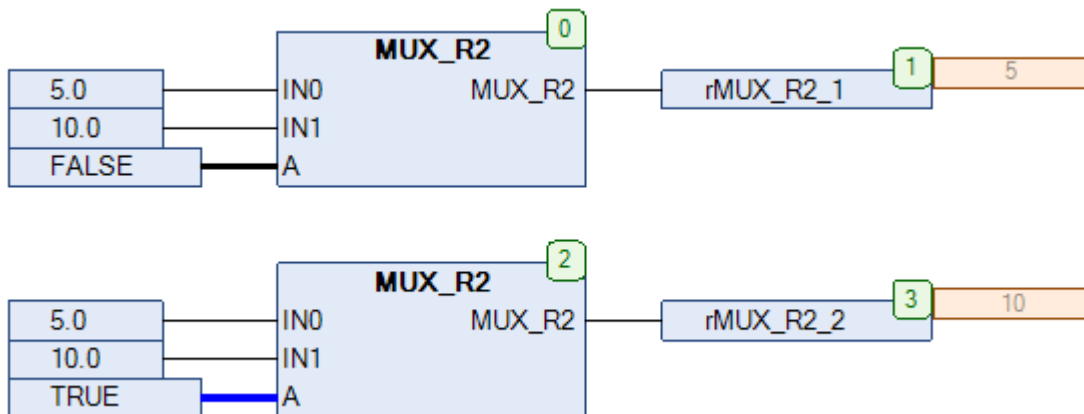 0
MUX_R2
5.0 IN0 MUX_R2 rMUX_R2_1 1 5
10.0 IN1
FALSE A
2
MUX_R2
5.0 IN0 MUX_R2 rMUX_R2_2 3 10
10.0 IN1
TRUE A